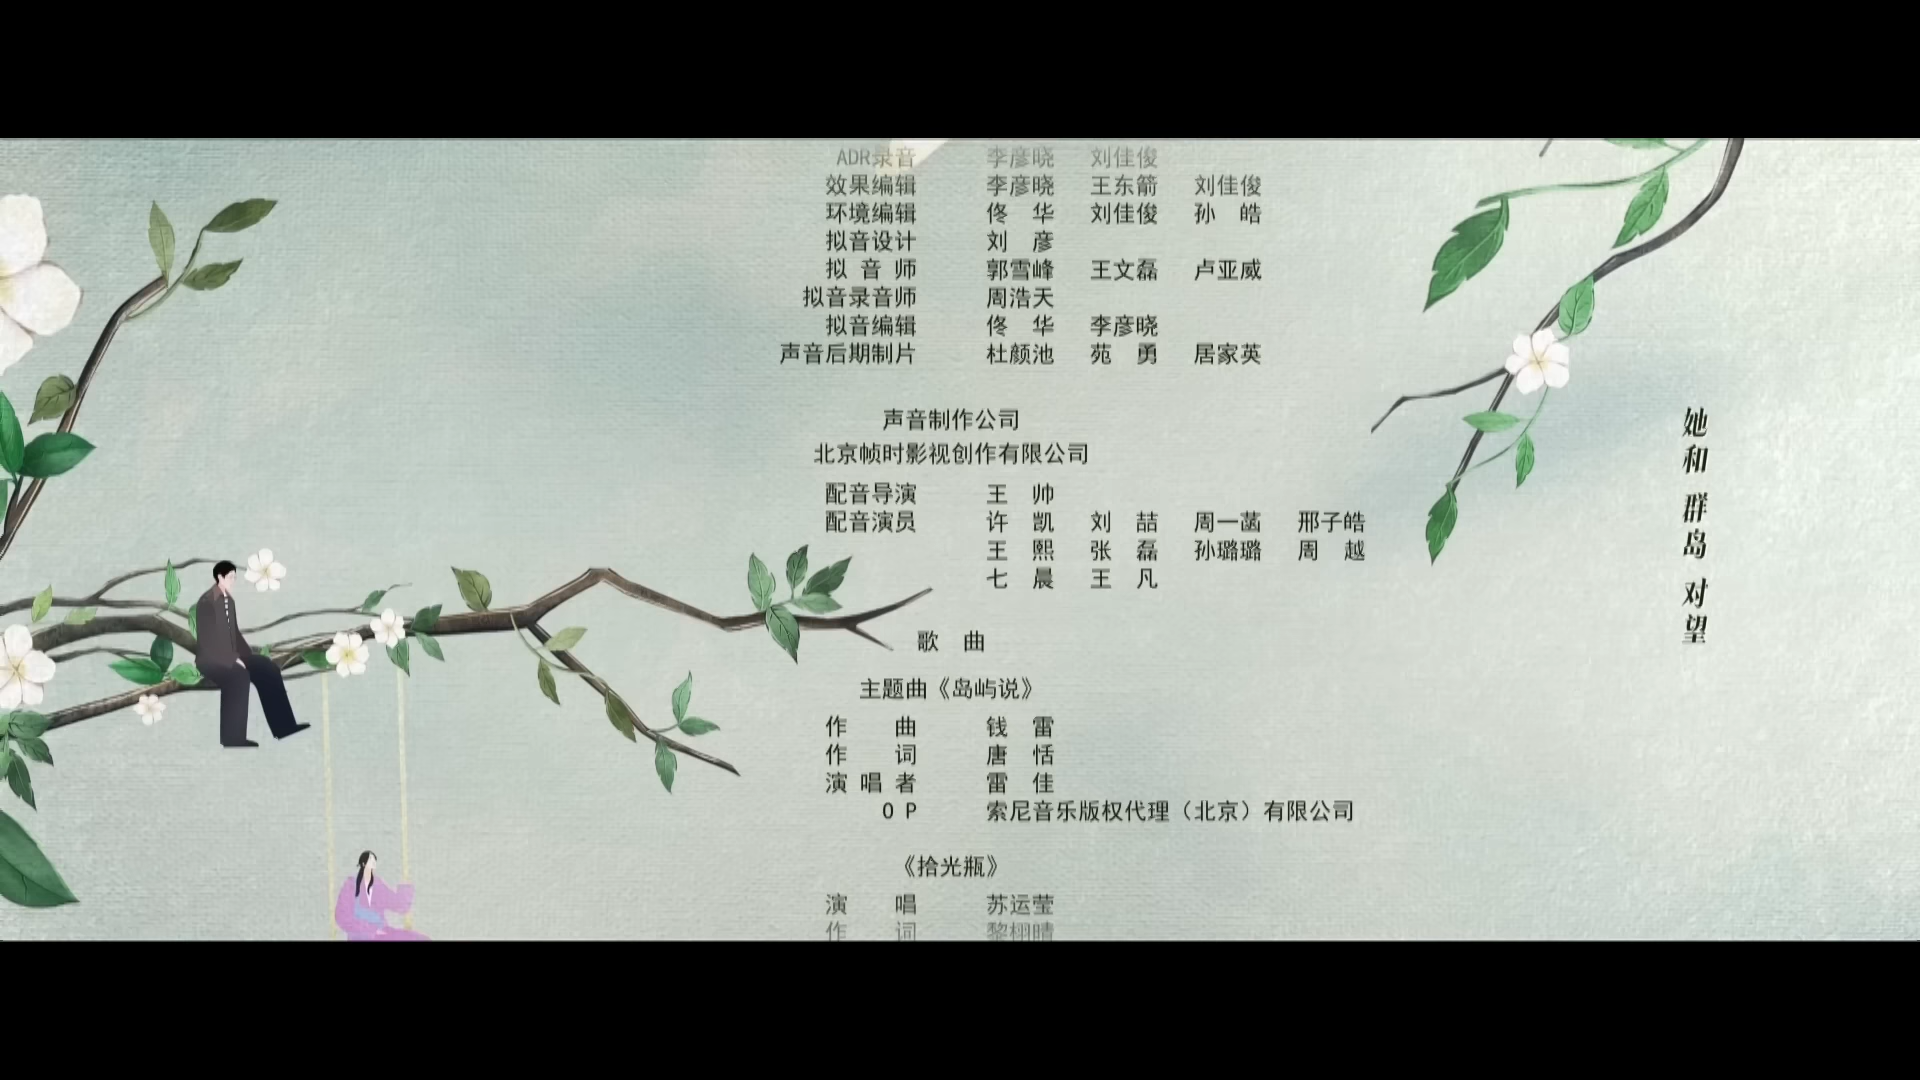 ADR录音 李彦晓 刘佳俊
效果编辑 李彦晓 王东箭 刘佳俊
环境编辑 佟 华 刘佳俊 孙 皓
拟音设计 刘 彦
拟 音 师 郭雪峰 王文磊 卢亚威
拟音录音师 周浩天
拟音编辑 佟 华 李彦晓
声音后期制片 杜颜池 苑 勇 居家英
声音制作公司
北京帧时影视创作有限公司
配音导演 王 帅
配音演员 许 凯 刘 喆 周一菡 邢子皓
王 熙 张 磊 孙璐璐 周 越
七 晨 王 凡
歌 曲
主题曲《岛屿说》
作 曲 钱 雷
作 词 唐 恬
演 唱 者 雷 佳
O P 索尼音乐版权代理（北京）有限公司
《拾光瓶》
演 唱 苏运莹
作 词 黎栩晴
她和 群岛 对望